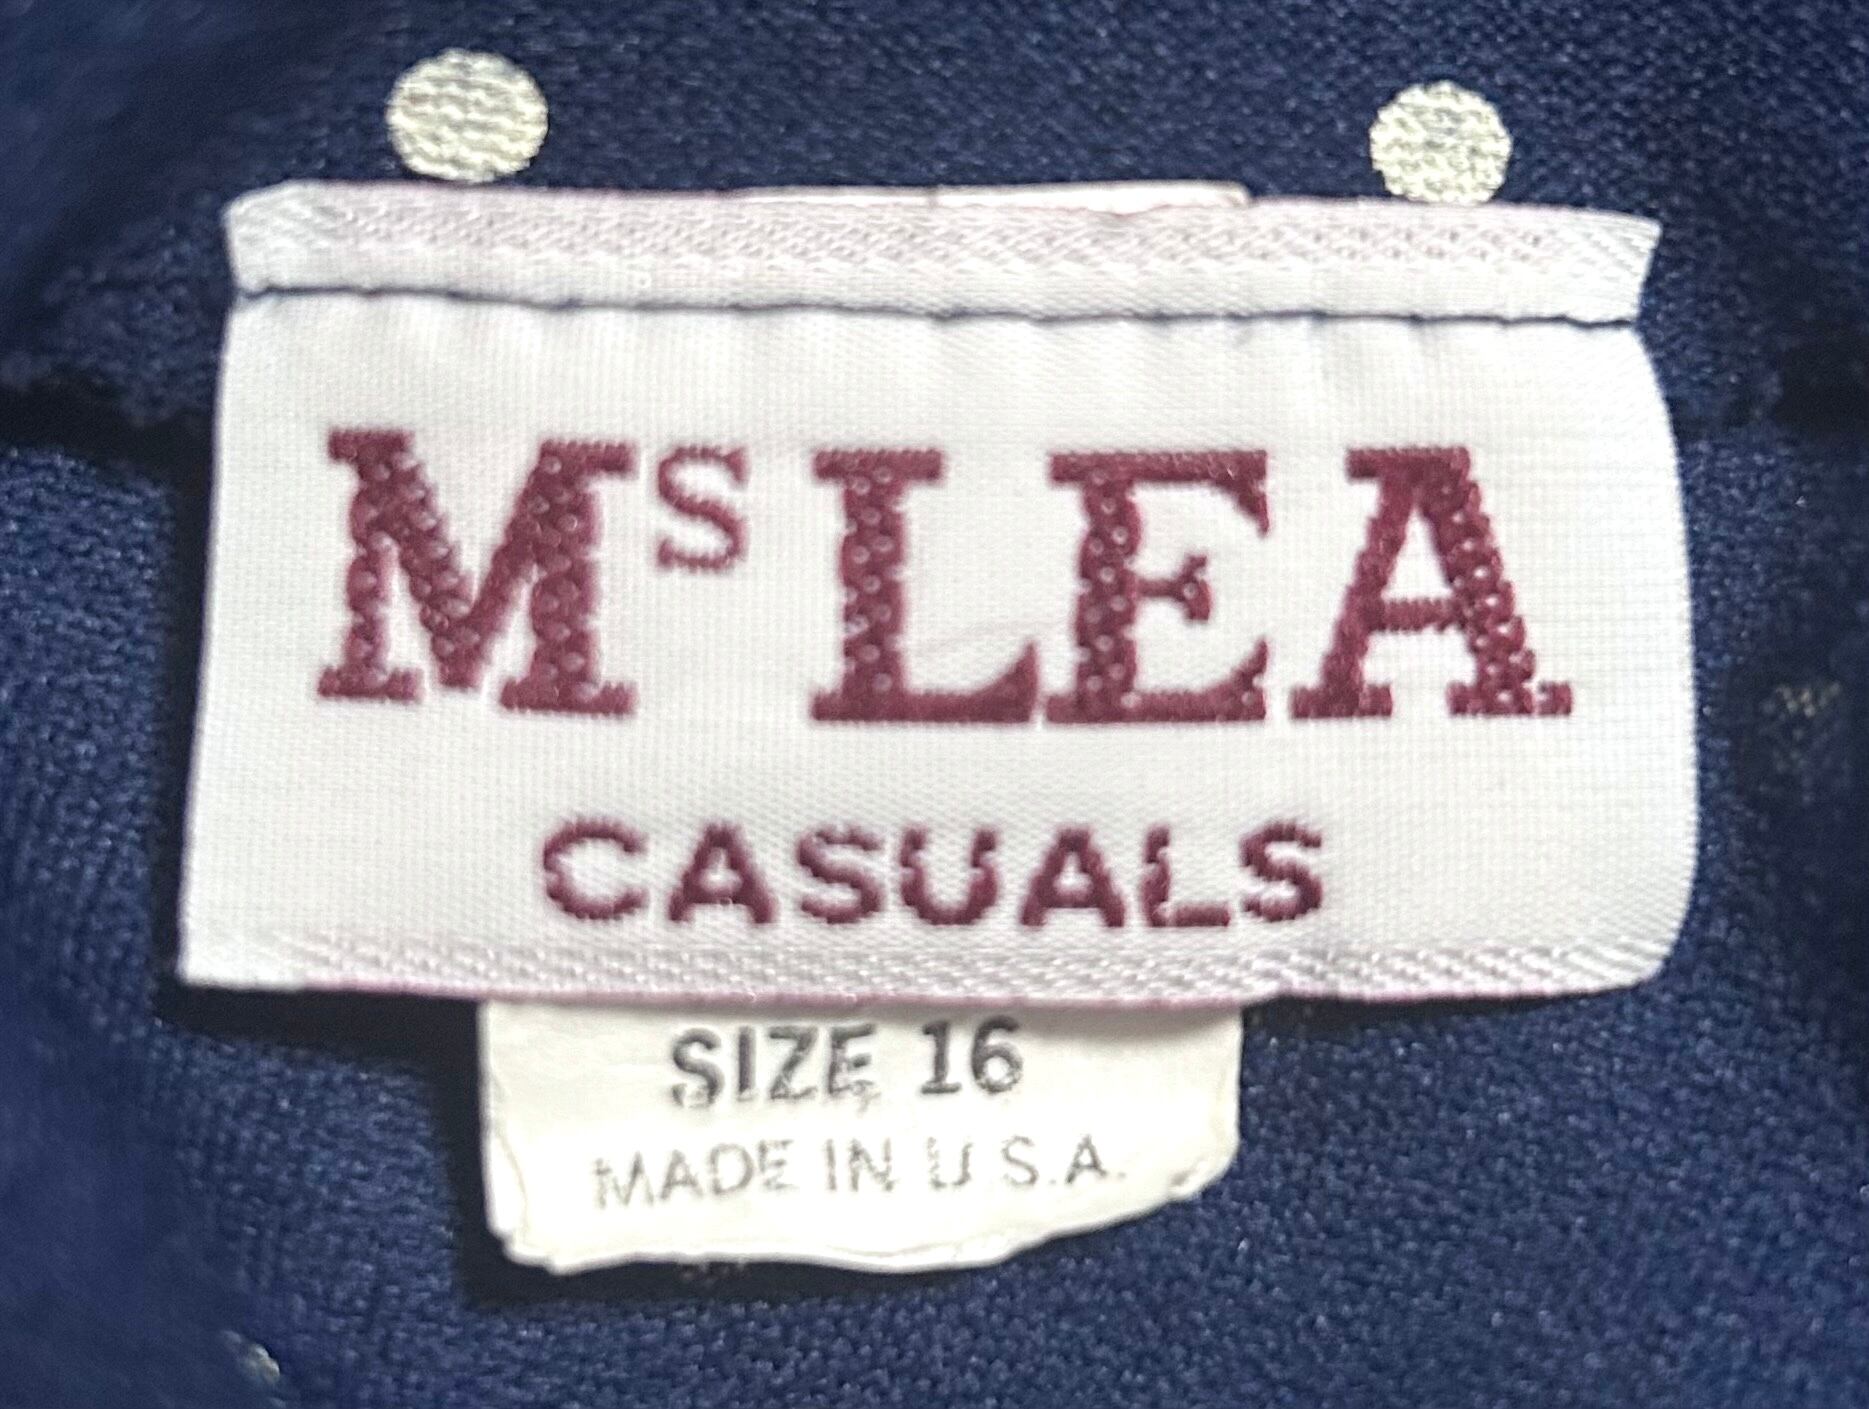 Ms LEA
CASUALS
SIZE 16
MADE IN U.S.A.